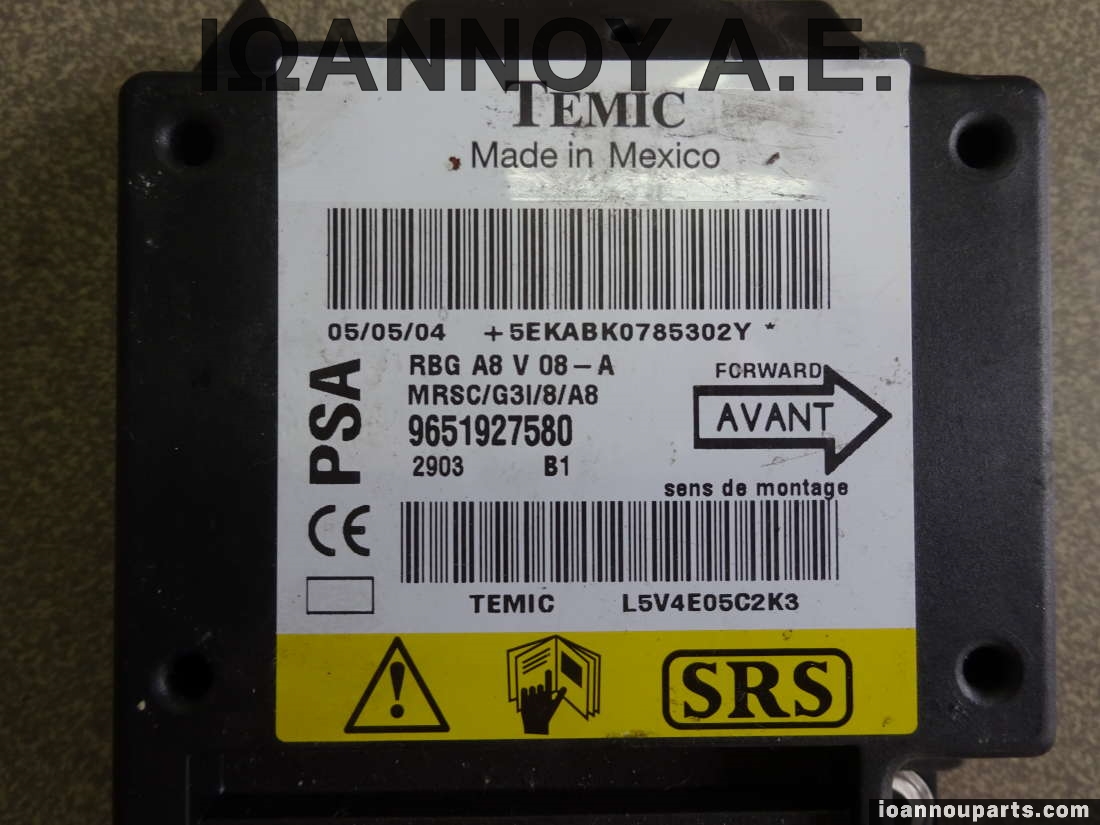 ΙΩΑΝΝΟΥ Α.Ε.
TEMIC
Made in Mexico
05/05/04 +5EKABK0785302Y *
RBG A8 V 08-A
MRSC/G3I/8/A8
9651927580
2903 B1
PSA
FORWARD
AVANT
sens de montage
CE
TEMIC L5V4E05C2K3
SRS
ioannouparts.com